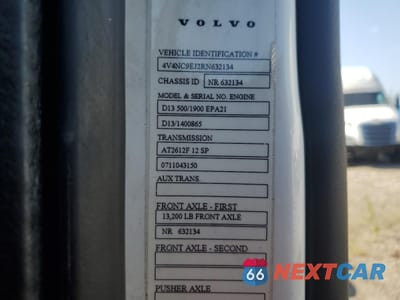 VOLVO
VEHICLE IDENTIFICATION #
4V4NC9EJ2RN632134
CHASSIS ID NR 632134
MODEL & SERIAL NO. ENGINE
D13 500/1900 EPA21
D13/1400865
TRANSMISSION
AT2612F 12 SP
0711043150
AUX TRANS.
FRONT AXLE - FIRST
13,200 LB FRONT AXLE
NR 632134
FRONT AXLE - SECOND
PUSHER AXLE
66 NEXTCAR